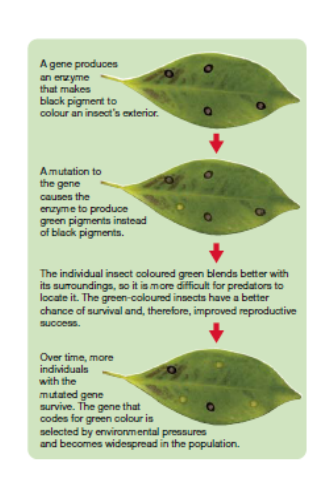 A gene produces
an enzyme
that makes
black pigment to
colour an insect's exterior.
A mutation to
the gene
causes the
enzyme to produce
green pigments instead
of black pigments.
The individual insect coloured green blends better with
its surroundings, so it is more difficult for predators to
locate it. The green-coloured insects have a better
chance of survival and, therefore, improved reproductive
success.
Over time, more
individuals
with the
mutated gene
survive. The gene that
codes for green colour is
selected by environmental pressures
and becomes widespread in the population.